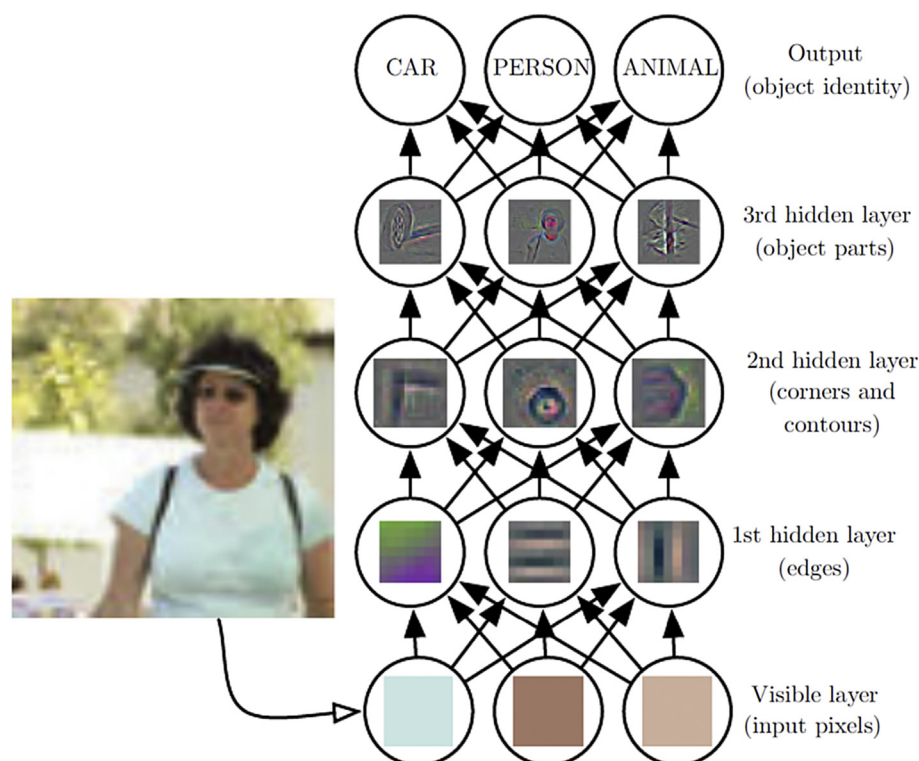 CAR
PERSON
ANIMAL
Output
(object identity)
3rd hidden layer
(object parts)
2nd hidden layer
(corners and
contours)
1st hidden layer
(edges)
Visible layer
(input pixels)